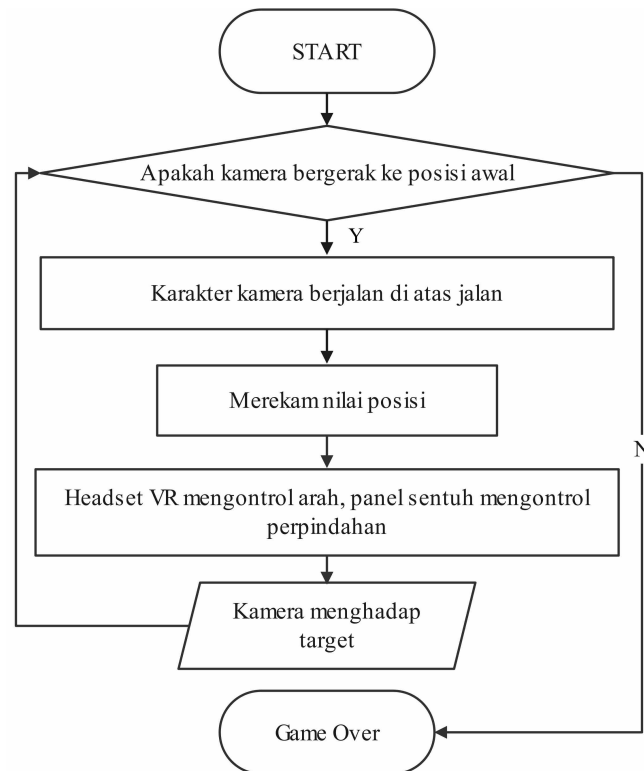 START
Apakah kamera bergerak ke posisi awal
Y
Karakter kamera berjalan di atas jalan
Merekam nilai posisi
N
Headset VR mengontrol arah, panel sentuh mengontrol
perpindahan
Kamera menghadap
target
Game Over